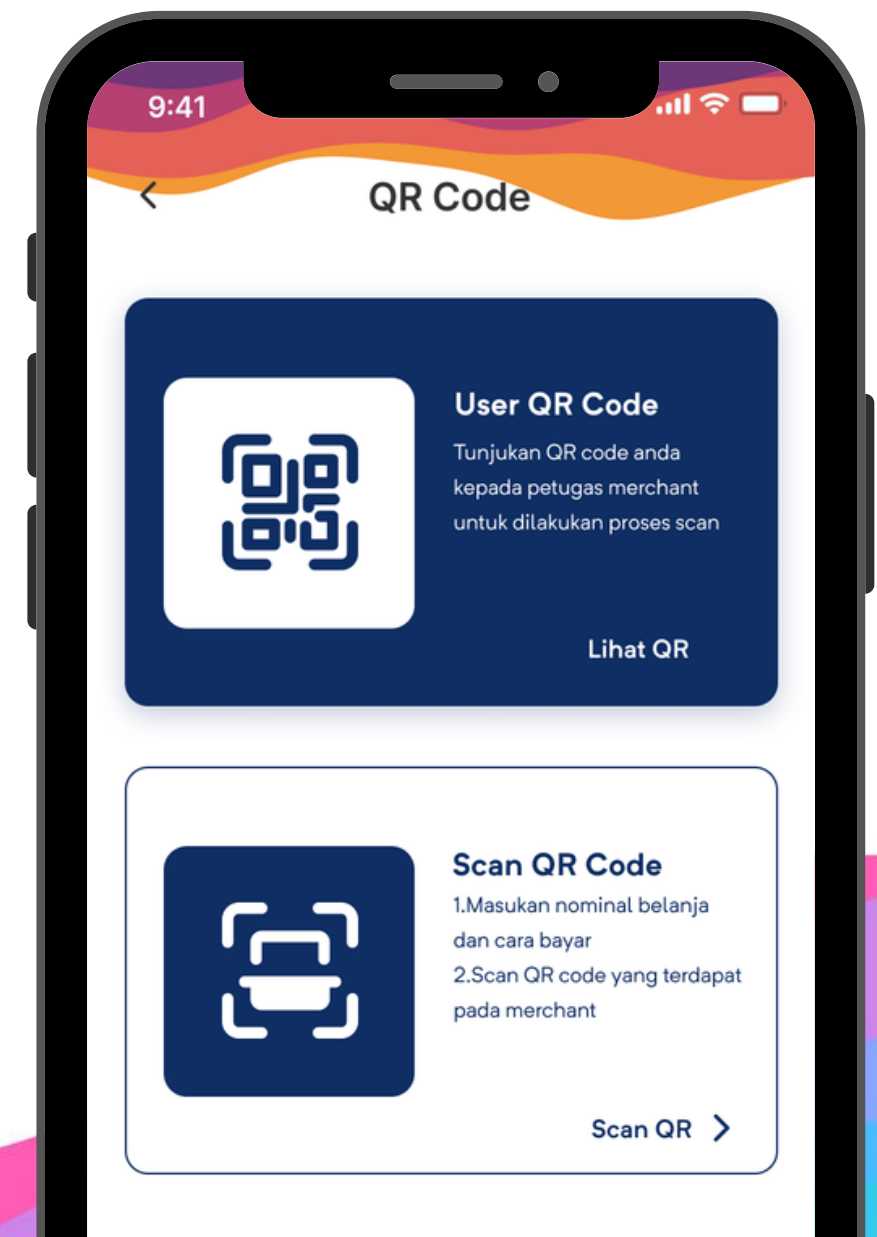 9:41
QR Code
User QR Code
Tunjukan QR code anda
kepada petugas merchant
untuk dilakukan proses scan
Lihat QR
Scan QR Code
1.Masukan nominal belanja
dan cara bayar
2.Scan QR code yang terdapat
pada merchant
Scan QR